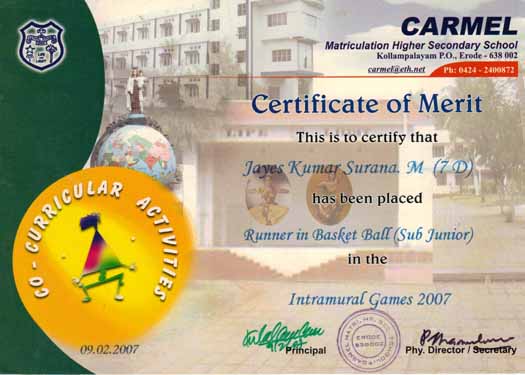 CARMEL
Matriculation Higher Secondary School
Kollampalayam P.O., Erode - 638 002
carmel@eth.net Ph: 0424 - 2400872
Certificate of Merit
This is to certify that
Jayes Kumar Surana. M (7 D)
has been placed
Runner in Basket Ball (Sub Junior)
in the
Intramural Games 2007
CO - CURRICULAR ACTIVITIES
ERODE
638002
09.02.2007
Principal
Phy. Director / Secretary